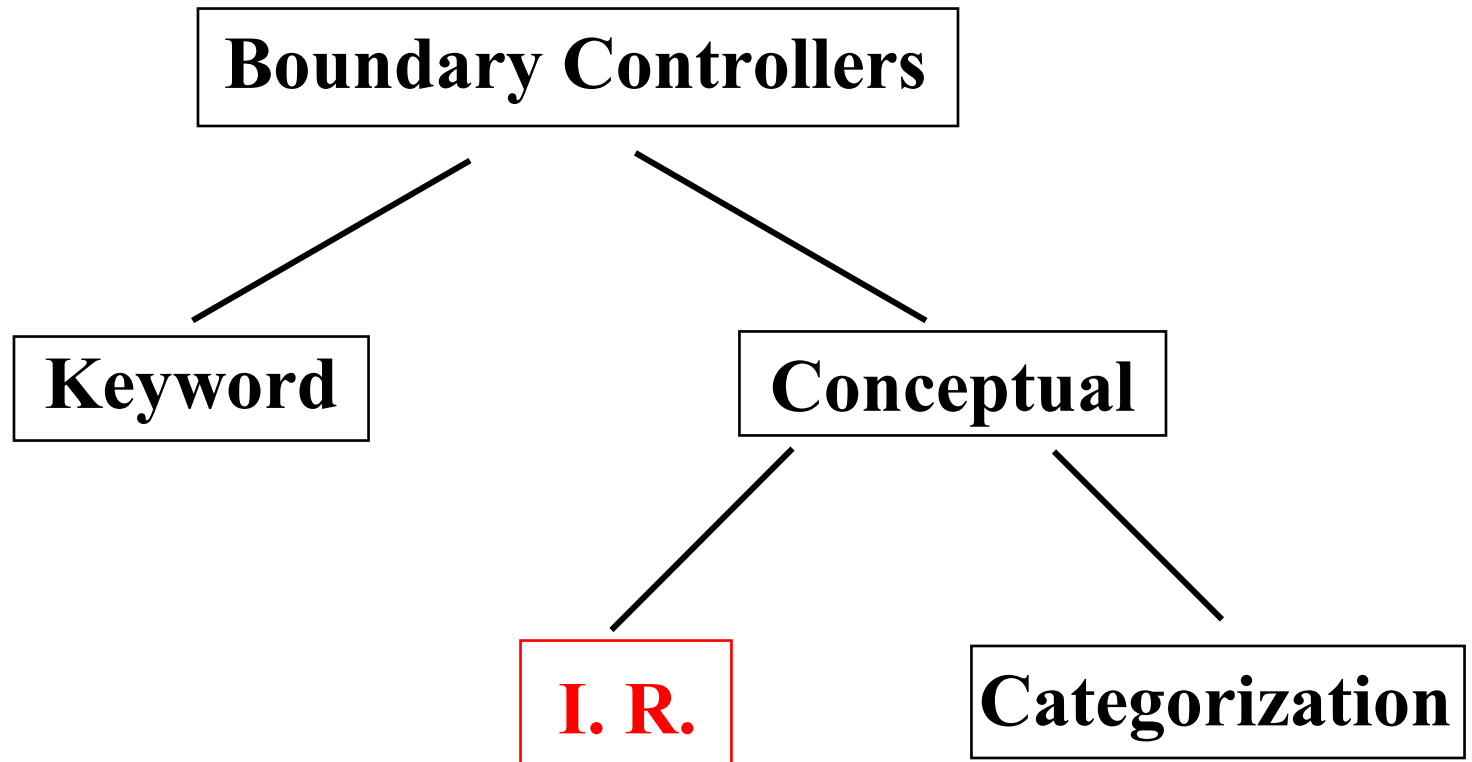 Boundary Controllers
Keyword
Conceptual
I. R.
Categorization